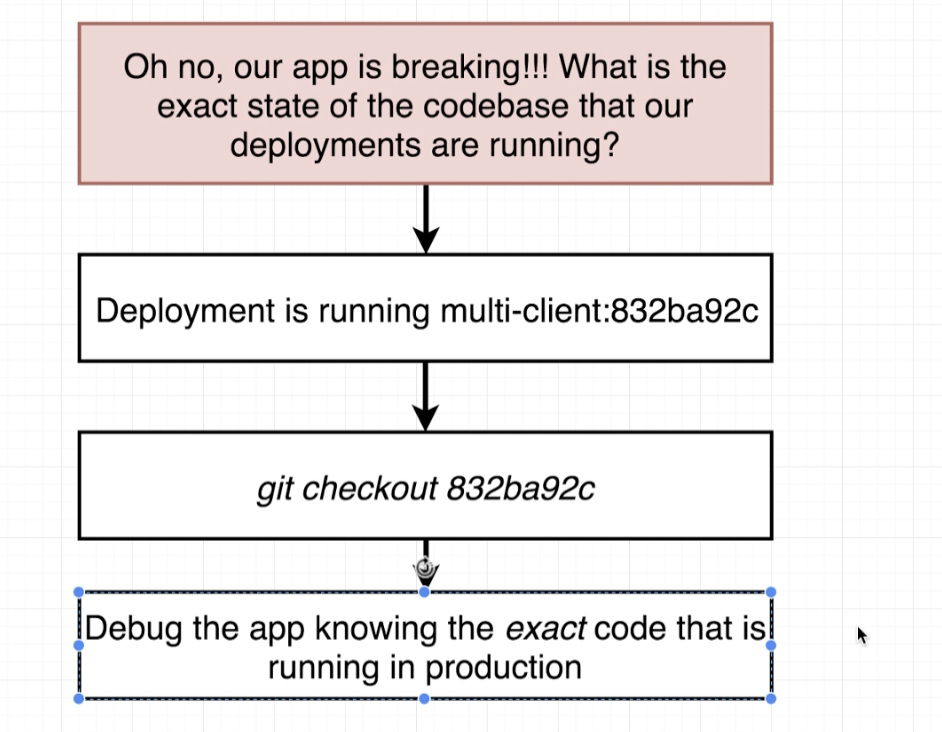 Oh no, our app is breaking!!! What is the
exact state of the codebase that our
deployments are running?
Deployment is running multi-client:832ba92c
git checkout 832ba92c
Debug the app knowing the exact code that is
running in production